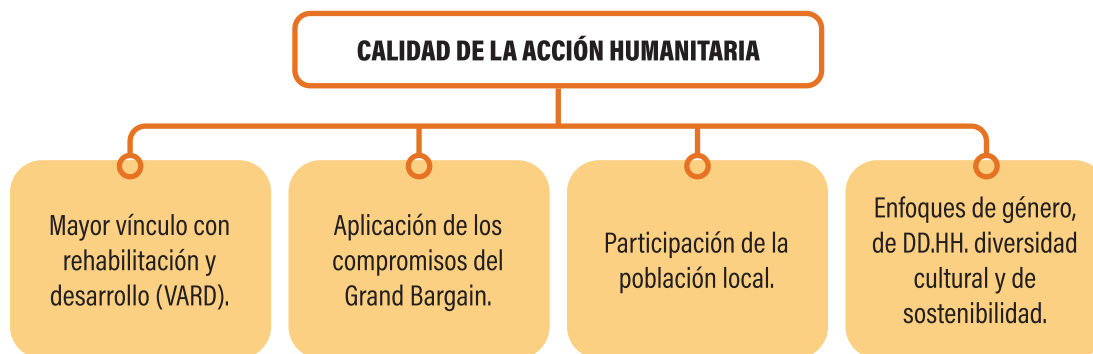 CALIDAD DE LA ACCIÓN HUMANITARIA
Mayor vínculo con
rehabilitación y
desarrollo (VARD).
Aplicación de los
compromisos del
Grand Bargain.
Participación de la
población local.
Enfoques de género,
de DD.HH. diversidad
cultural y de
sostenibilidad.